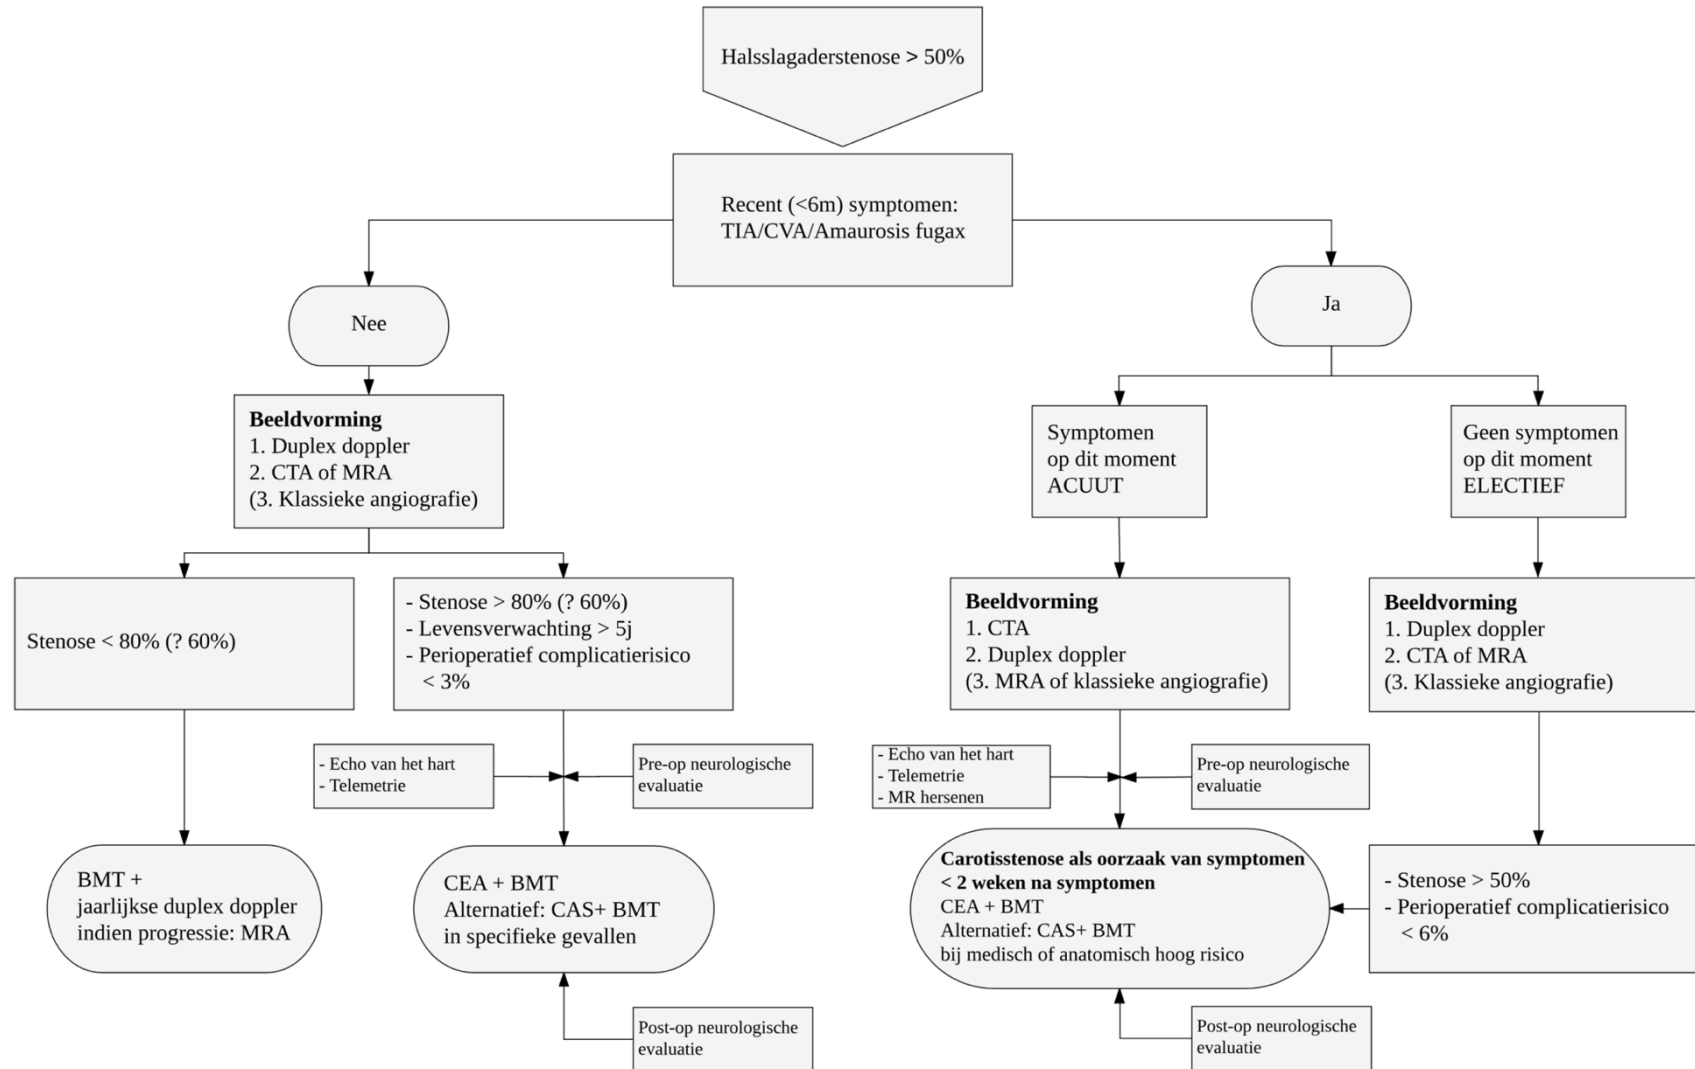 Halsslagaderstenose > 50%
Recent (<6m) symptomen:
TIA/CVA/Amaurosis fugax
Nee
Ja
Beeldvorming
1. Duplex doppler
2. CTA of MRA
(3. Klassieke angiografie)
Symptomen
op dit moment
ACUUT
Geen symptomen
op dit moment
ELECTIEF
Stenose < 80% (? 60%)
- Stenose > 80% (? 60%)
- Levensverwachting > 5j
- Perioperatief complicatierisico
< 3%
Beeldvorming
1. CTA
2. Duplex doppler
(3. MRA of klassieke angiografie)
Beeldvorming
1. Duplex doppler
2. CTA of MRA
(3. Klassieke angiografie)
- Echo van het hart
- Telemetrie
Pre-op neurologische
evaluatie
- Echo van het hart
- Telemetrie
- MR hersenen
Pre-op neurologische
evaluatie
BMT +
jaarlijkse duplex doppler
indien progressie: MRA
CEA + BMT
Alternatief: CAS+ BMT
in specifieke gevallen
Carotisstenose als oorzaak van symptomen
< 2 weken na symptomen
CEA + BMT
Alternatief: CAS+ BMT
bij medisch of anatomisch hoog risico
- Stenose > 50%
- Perioperatief complicatierisico
< 6%
Post-op neurologische
evaluatie
Post-op neurologische
evaluatie